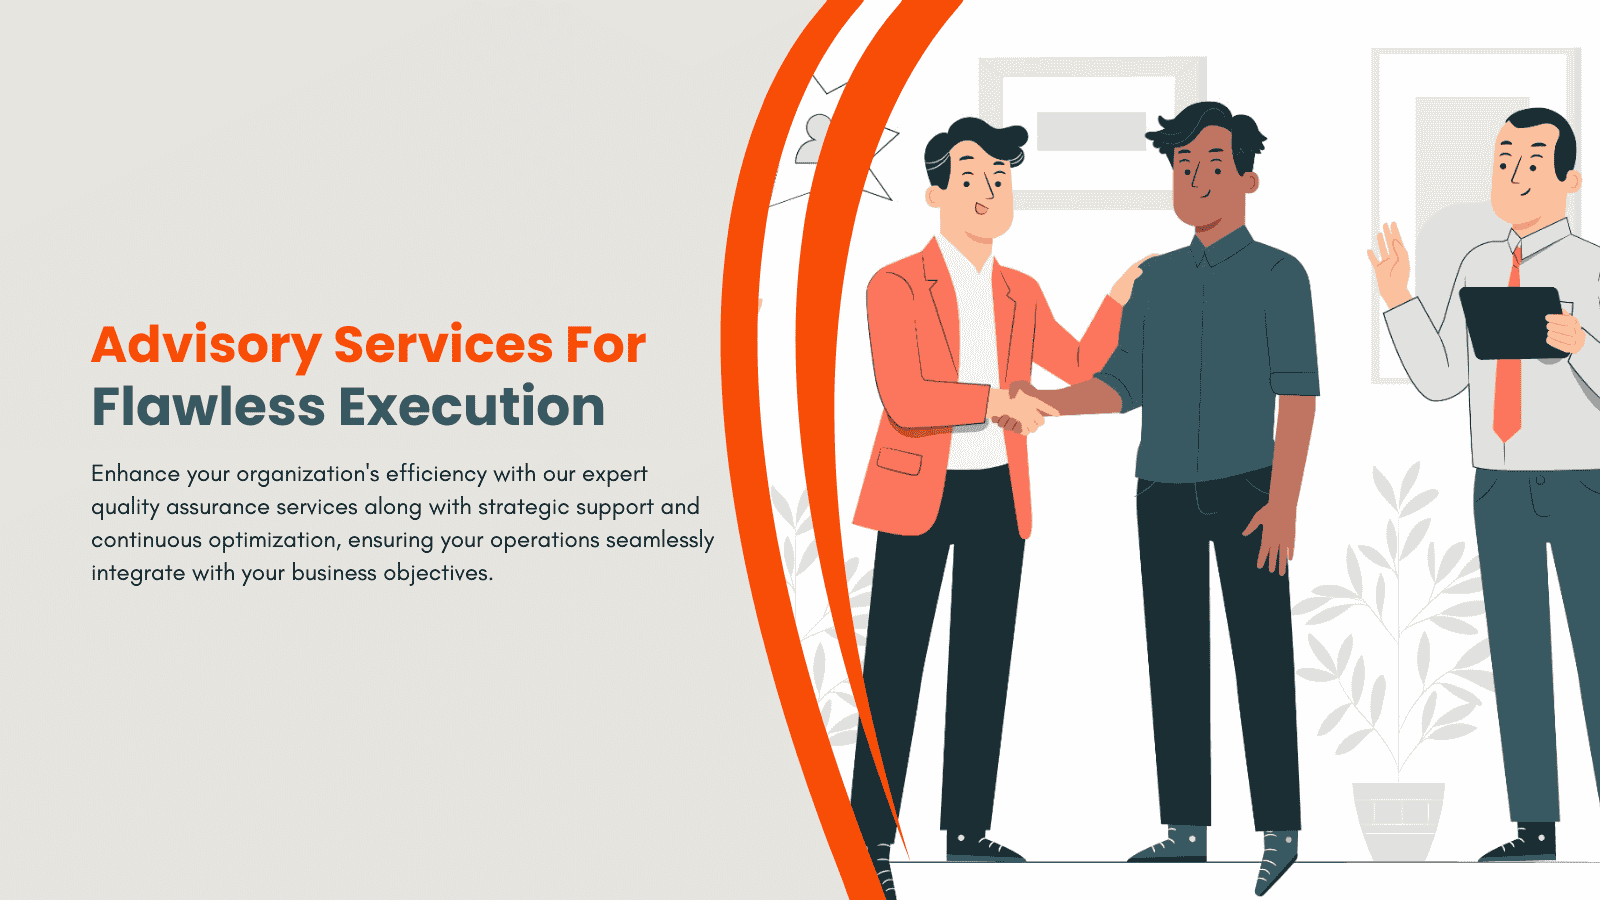 Advisory Services For
Flawless Execution
Enhance your organization's efficiency with our expert
quality assurance services along with strategic support and
continuous optimization, ensuring your operations seamlessly
integrate with your business objectives.